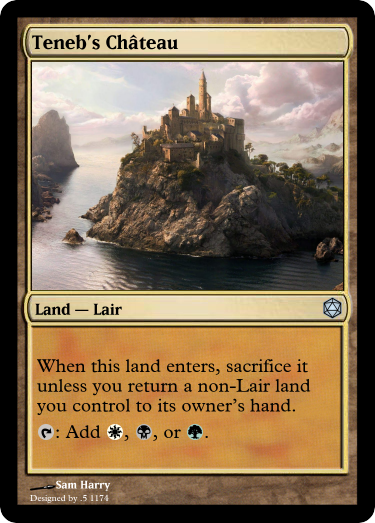 Teneb's Château
Land — Lair
When this land enters, sacrifice it
unless you return a non-Lair land
you control to its owner's hand.
: Add , , or .
Sam Harry
Designed by .5 1174